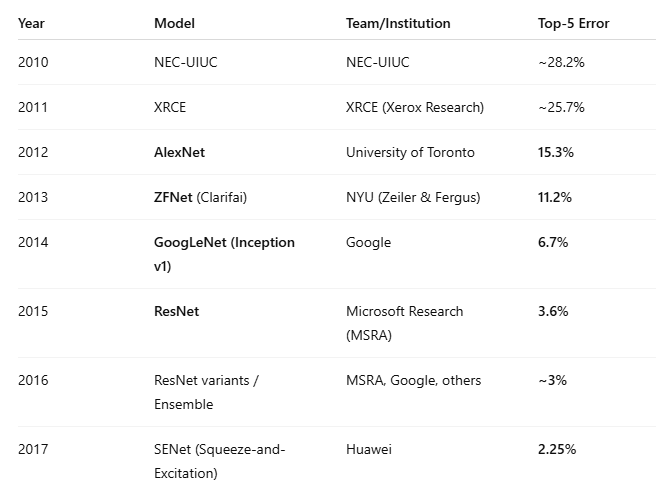 Year Model Team/Institution Top-5 Error
2010 NEC-UIUC NEC-UIUC ~28.2%
2011 XRCE XRCE (Xerox Research) ~25.7%
2012 AlexNet University of Toronto 15.3%
2013 ZFNet (Clarifai) NYU (Zeiler & Fergus) 11.2%
2014 GoogLeNet (Inception Google 6.7%
v1)
2015 ResNet Microsoft Research 3.6%
(MSRA)
2016 ResNet variants / MSRA, Google, others ~3%
Ensemble
2017 SENet (Squeeze-and- Huawei 2.25%
Excitation)